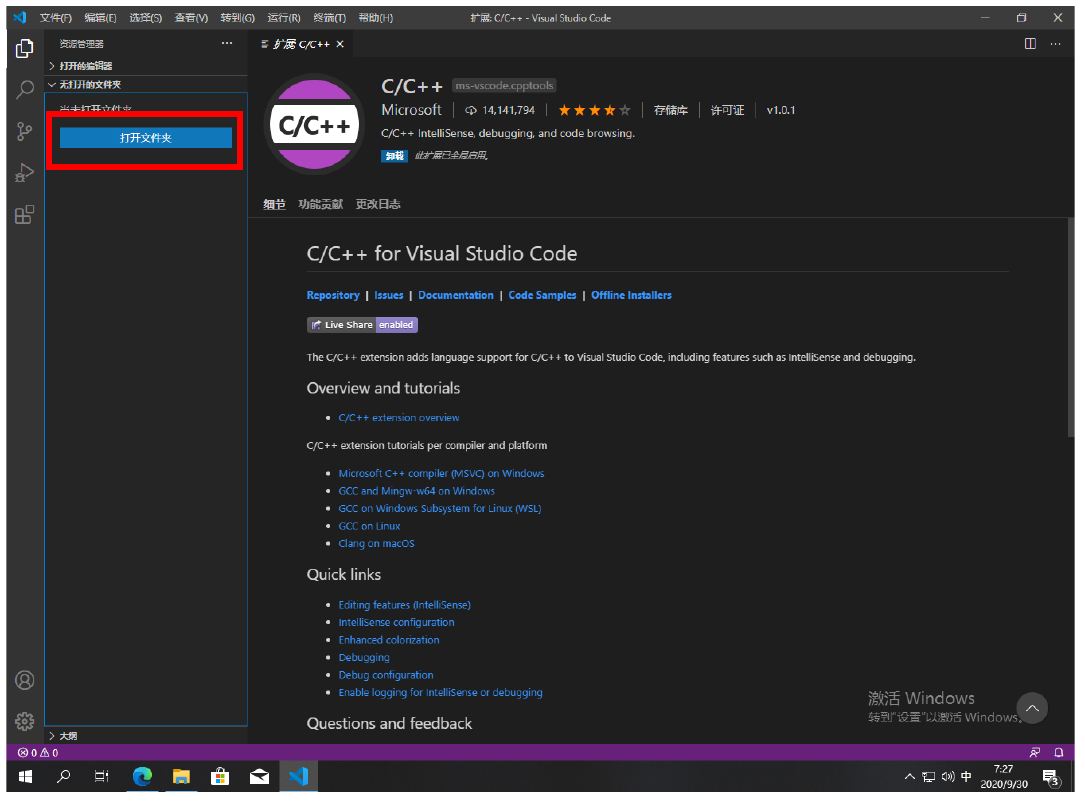 文件(F) 编辑(E) 选择(S) 查看(V) 转到(G) 运行(R) 终端(T) 帮助(H) 扩展: C/C++ - Visual Studio Code
资源管理器
扩展: C/C++
打开的编辑器
无打开的文件夹
尚未打开文件夹
打开文件夹
C/C++
C/C++ ms-vscode.cpptools
Microsoft 14,141,794 存储库 许可证 v1.0.1
C/C++ IntelliSense, debugging, and code browsing.
卸载 此扩展已全局启用。
细节 功能贡献 更改日志
C/C++ for Visual Studio Code
Repository | Issues | Documentation | Code Samples | Offline Installers
Live Share enabled
The C/C++ extension adds language support for C/C++ to Visual Studio Code, including features such as IntelliSense and debugging.
Overview and tutorials
C/C++ extension overview
C/C++ extension tutorials per compiler and platform
Microsoft C++ compiler (MSVC) on Windows
GCC and Mingw-w64 on Windows
GCC on Windows Subsystem for Linux (WSL)
GCC on Linux
Clang on macOS
Quick links
Editing features (IntelliSense)
IntelliSense configuration
Enhanced colorization
Debugging
Debug configuration
Enable logging for IntelliSense or debugging
Questions and feedback
激活 Windows
转到"设置"以激活 Windows。
大纲
0 0
中
7:27
2020/9/30
3